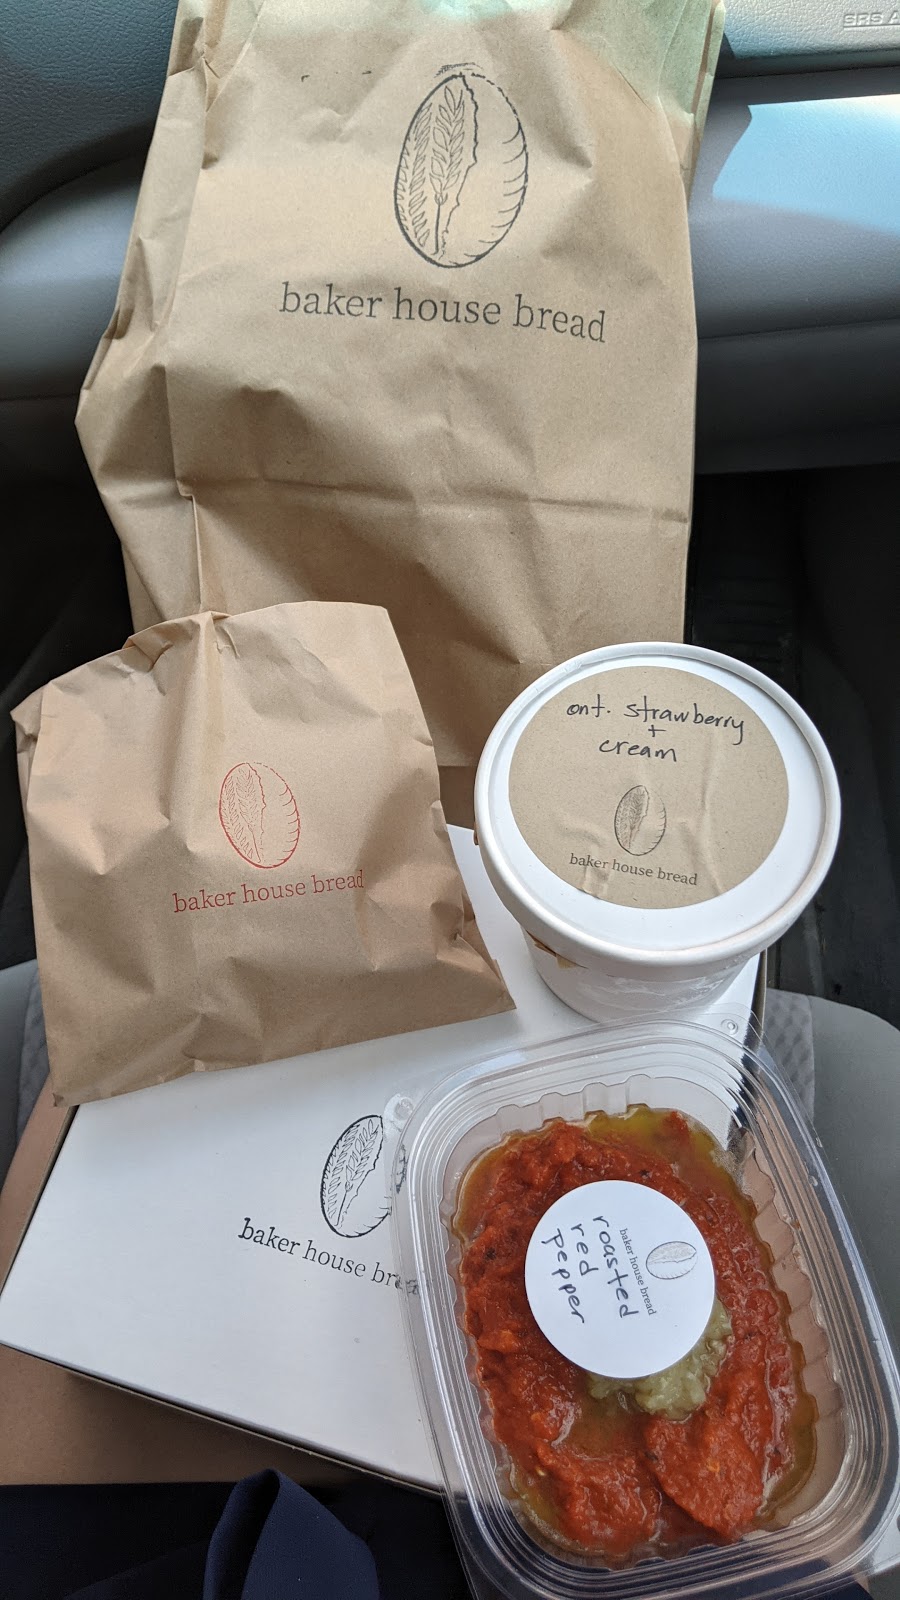 SRS A
baker house bread
baker house bread
ont. strawberry
+
cream
baker house bread
baker house
roasted
red
pepper
baker house bread